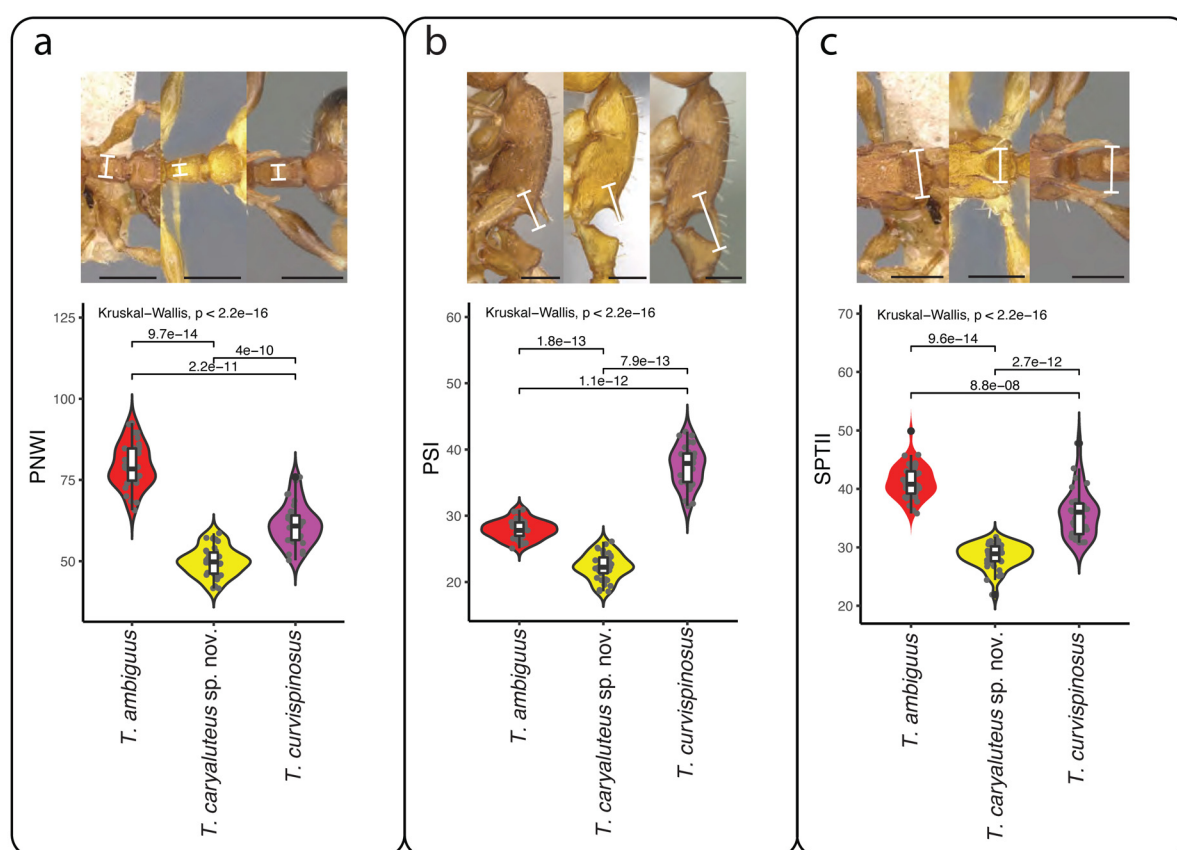 a
Kruskal-Wallis, p < 2.2e-16
9.7e-14
4e-10
2.2e-11
125
100
75
50
PNWI
T. ambiguus
T. caryaluteus sp. nov.
T. curvispinosus
b
Kruskal-Wallis, p < 2.2e-16
1.8e-13
7.9e-13
1.1e-12
60
50
40
30
20
PSI
T. ambiguus
T. caryaluteus sp. nov.
T. curvispinosus
c
Kruskal-Wallis, p < 2.2e-16
9.6e-14
2.7e-12
8.8e-08
70
60
50
40
30
20
SPTII
T. ambiguus
T. caryaluteus sp. nov.
T. curvispinosus